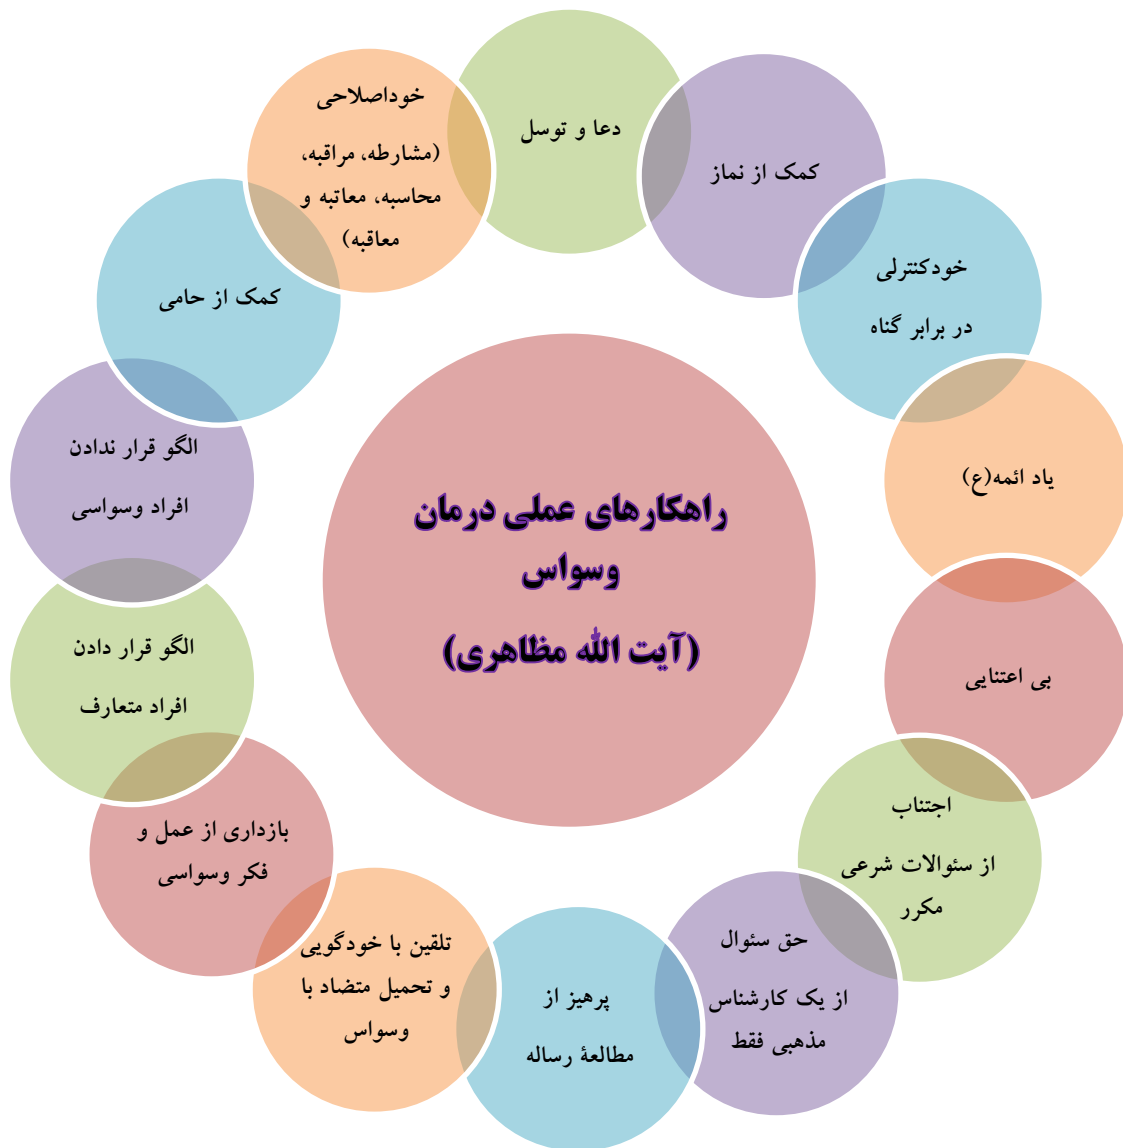 راهکارهای عملی درمان
وسواس
(آیت الله مظاهری)
دعا و توسل
کمک از نماز
خودکنترلی
در برابر گناه
یاد ائمه(ع)
بی اعتنایی
اجتناب
از سئوالات شرعی
مکرر
حق سئوال
از یک کارشناس
مذهبی فقط
پرهیز از
مطالعۀ رساله
تلقین با خودگویی
و تحمیل متضاد با
وسواس
بازداری از عمل و
فکر وسواسی
الگو قرار دادن
افراد متعارف
الگو قرار ندادن
افراد وسواسی
کمک از حامی
خوداصلاحی
(مشارطه، مراقبه،
محاسبه، معاتبه و
معاقبه)